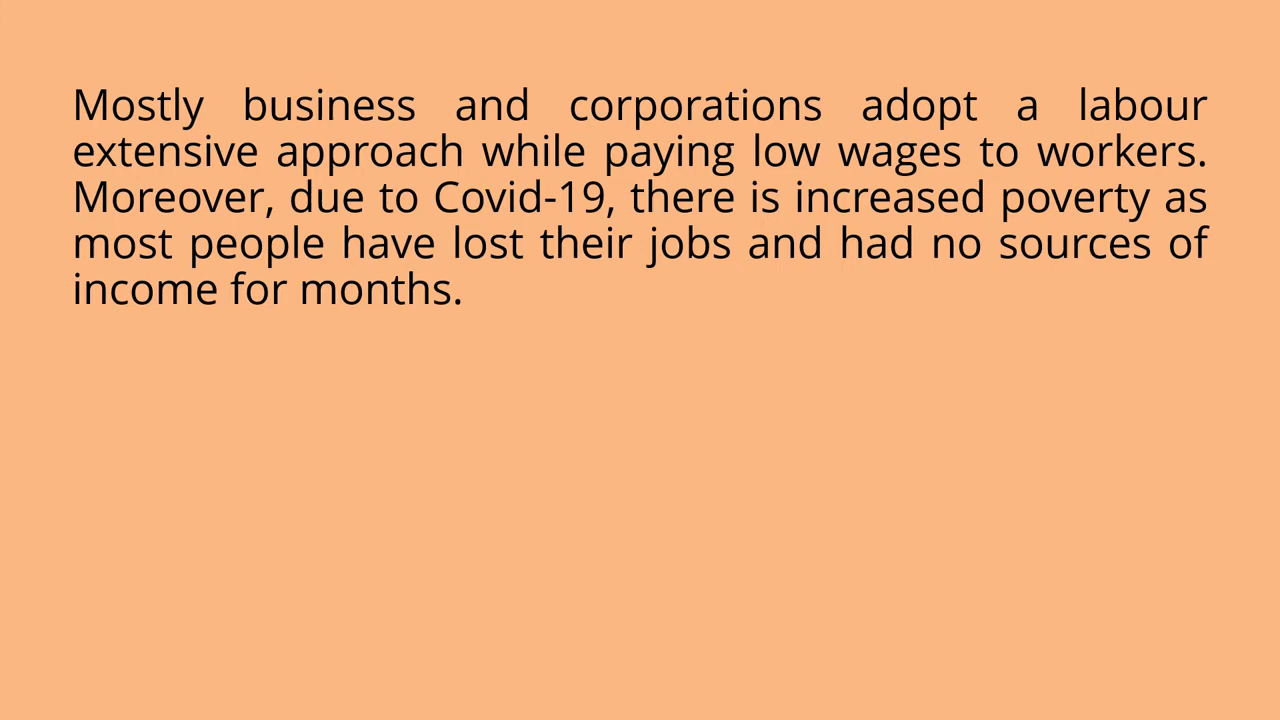 Mostly business and corporations adopt a labour
extensive approach while paying low wages to workers.
Moreover, due to Covid-19, there is increased poverty as
most people have lost their jobs and had no sources of
income for months.